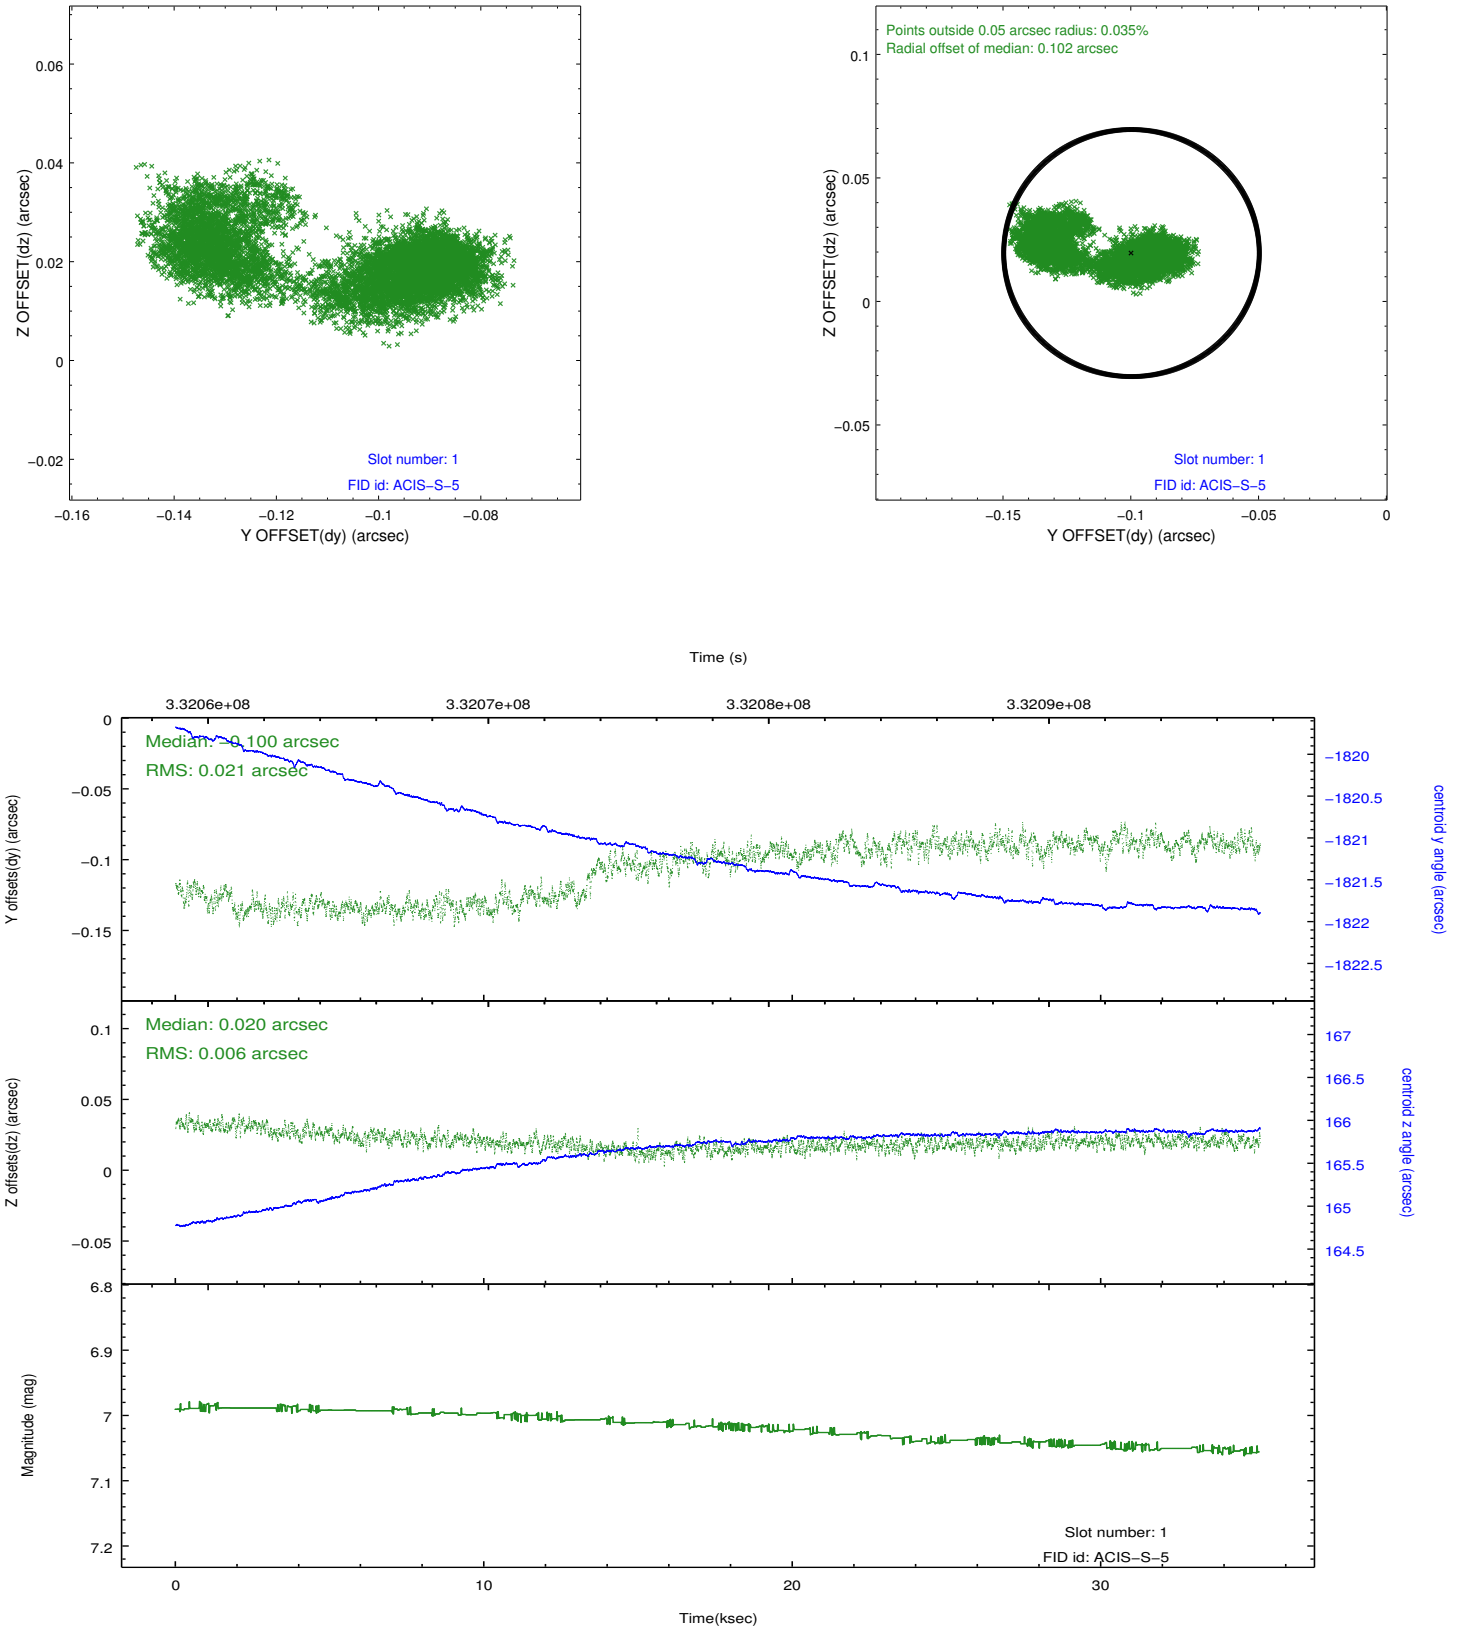 0.06
0.04
0.02
0
−0.02
Z OFFSET(dz) (arcsec)
Slot number: 1
FID id: ACIS−S−5
−0.16 −0.14 −0.12 −0.1 −0.08
Y OFFSET(dy) (arcsec)
Points outside 0.05 arcsec radius: 0.035%
Radial offset of median: 0.102 arcsec
0.1
0.05
0
−0.05
Z OFFSET(dz) (arcsec)
Slot number: 1
FID id: ACIS−S−5
−0.15 −0.1 −0.05 0
Y OFFSET(dy) (arcsec)
Time (s)
3.3206e+08 3.3207e+08 3.3208e+08 3.3209e+08
Median: −0.100 arcsec
RMS: 0.021 arcsec
0
−0.05
−0.1
−0.15
Y offsets(dy) (arcsec)
−1820
−1820.5
−1821
−1821.5
−1822
−1822.5
centroid y angle (arcsec)
Median: 0.020 arcsec
RMS: 0.006 arcsec
0.1
0.05
0
−0.05
Z offsets(dz) (arcsec)
167
166.5
166
165.5
165
164.5
centroid z angle (arcsec)
6.8
6.9
7
7.1
7.2
Magnitude (mag)
Slot number: 1
FID id: ACIS−S−5
0 10 20 30
Time(ksec)